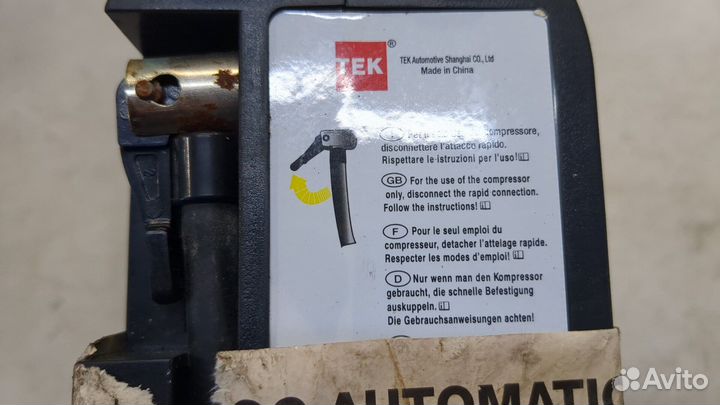 TEK
®
TEK Automotive Shanghai CO., Ltd
Made in China
compressore,
disconnettere l'attacco rapido.
Rispettare le istruzioni per l'uso!
GB For the use of the compressor
only, disconnect the rapid connection.
Follow the instructions!
F Pour le seul emploi du
compresseur, detacher l'attelage rapide.
Respecter les modes d'emploi!
D Nur wenn man den Kompressor
gebraucht, die schnelle Befestigung
auskuppeln.
Die Gebrauchsanweisungen achten!
AUTOMATIC
Avito